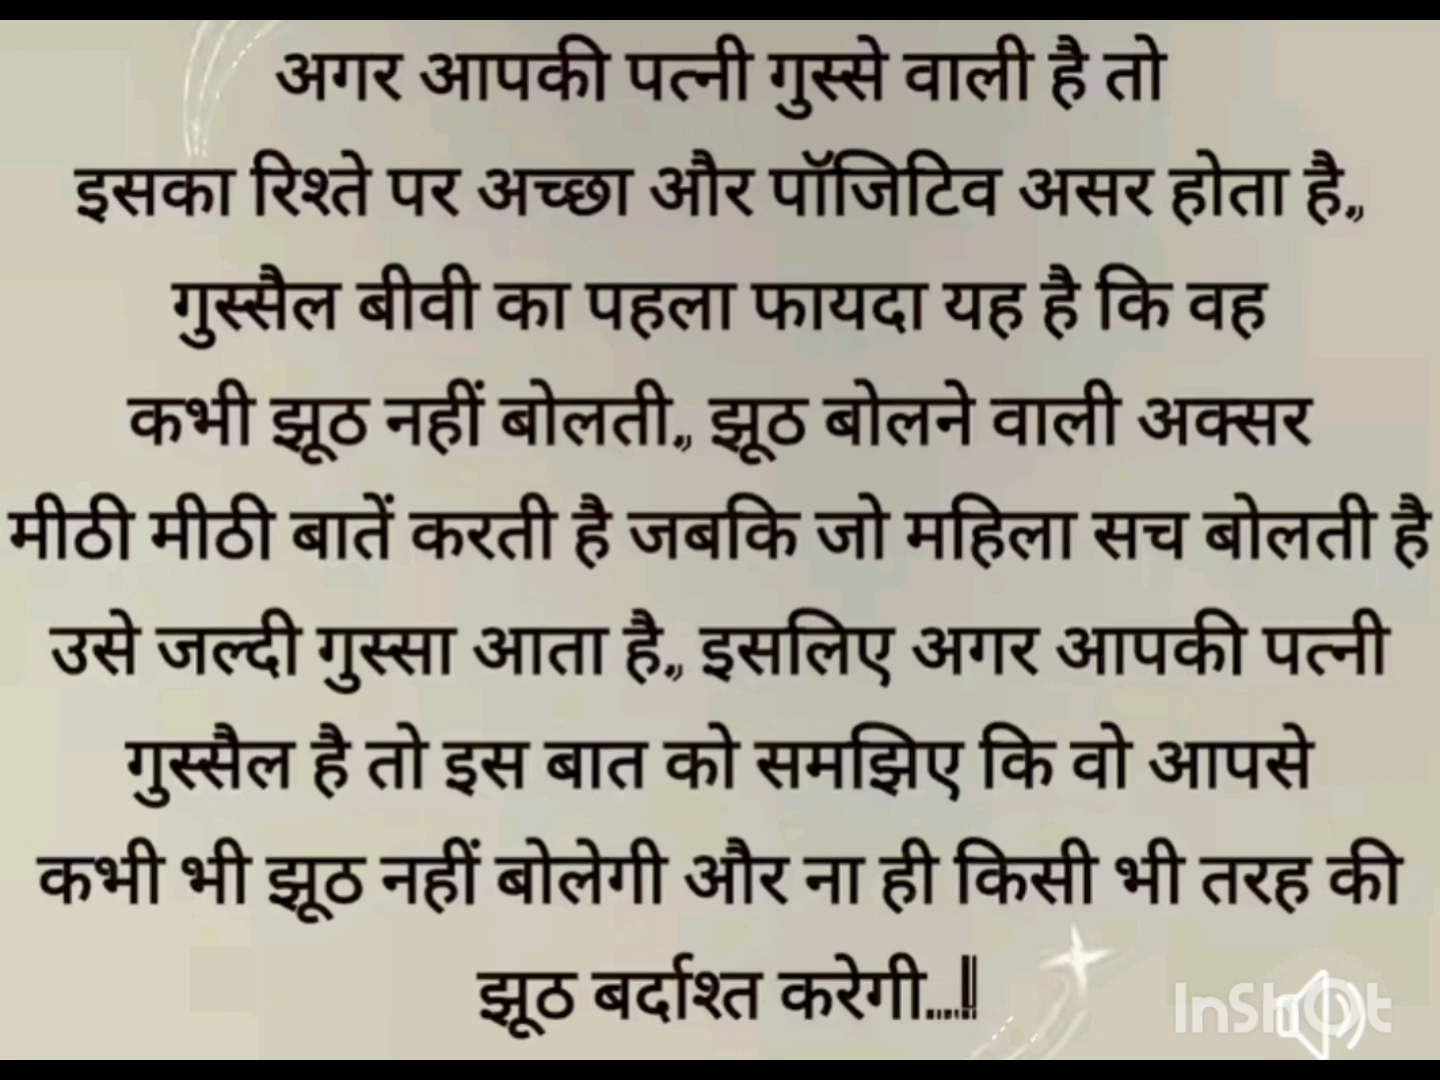 अगर आपकी पत्नी गुस्से वाली है तो
इसका रिश्ते पर अच्छा और पॉजिटिव असर होता है,,
गुस्सैल बीवी का पहला फायदा यह है कि वह
कभी झूठ नहीं बोलती,, झूठ बोलने वाली अक्सर
मीठी मीठी बातें करती है जबकि जो महिला सच बोलती है
उसे जल्दी गुस्सा आता है,, इसलिए अगर आपकी पत्नी
गुस्सैल है तो इस बात को समझिए कि वो आपसे
कभी भी झूठ नहीं बोलेगी और ना ही किसी भी तरह की
झूठ बर्दाश्त करेगी...!!
InShot